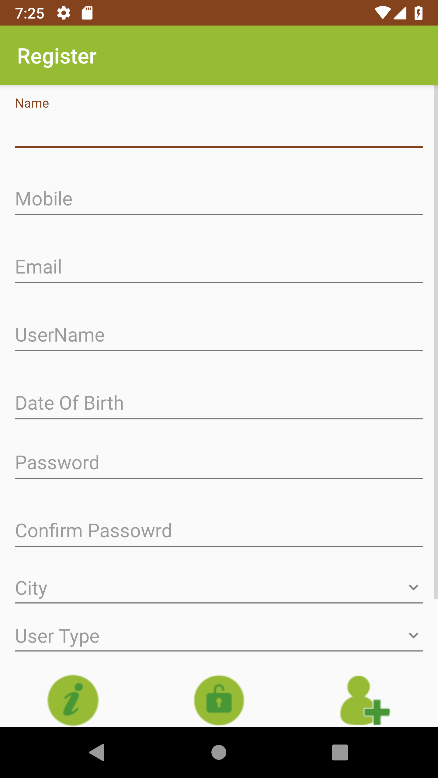 7:25
Register
Name
Mobile
Email
UserName
Date Of Birth
Password
Confirm Passowrd
City
User Type